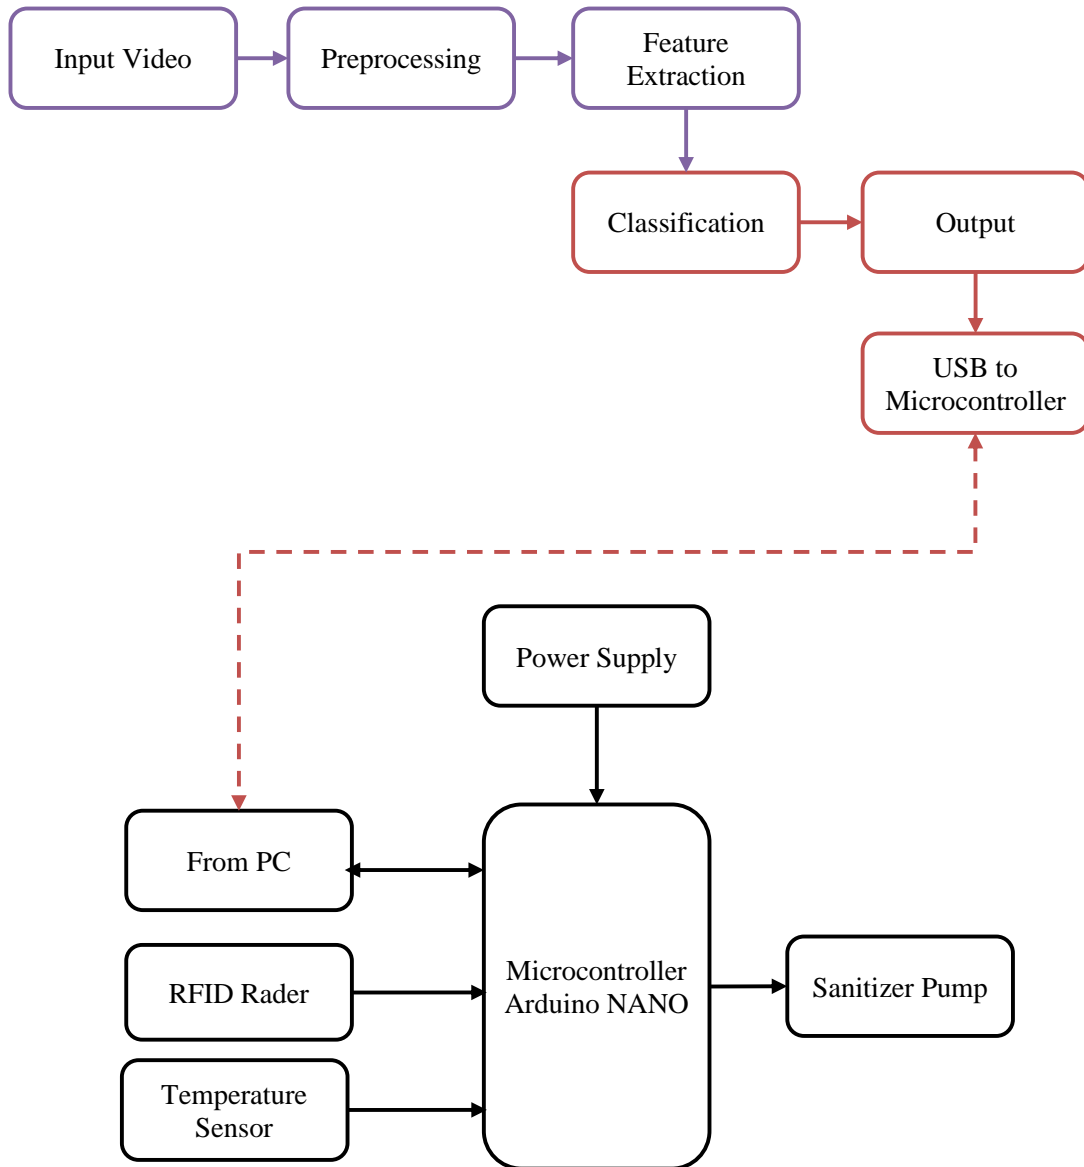 Input Video
Preprocessing
Feature
Extraction
Classification
Output
USB to
Microcontroller
Power Supply
From PC
RFID Rader
Temperature
Sensor
Microcontroller
Arduino NANO
Sanitizer Pump